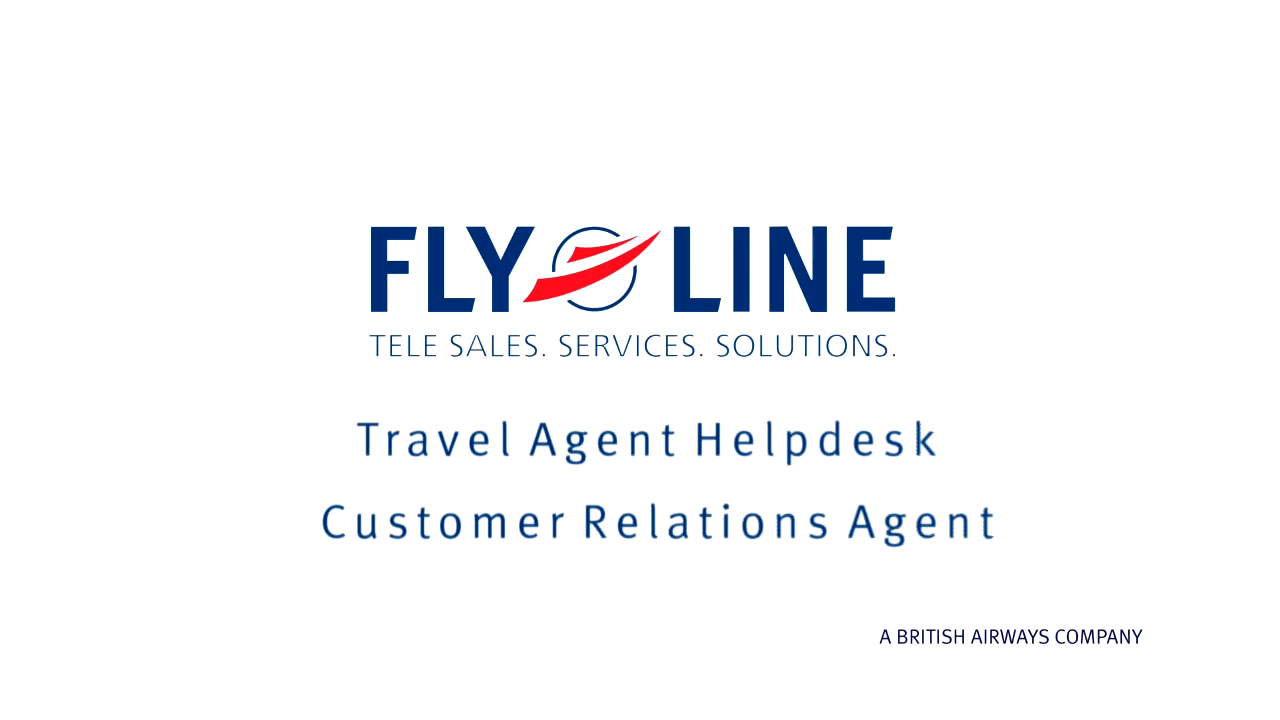 FLY LINE
TELE SALES. SERVICES. SOLUTIONS.
Travel Agent Helpdesk
Customer Relations Agent
A BRITISH AIRWAYS COMPANY